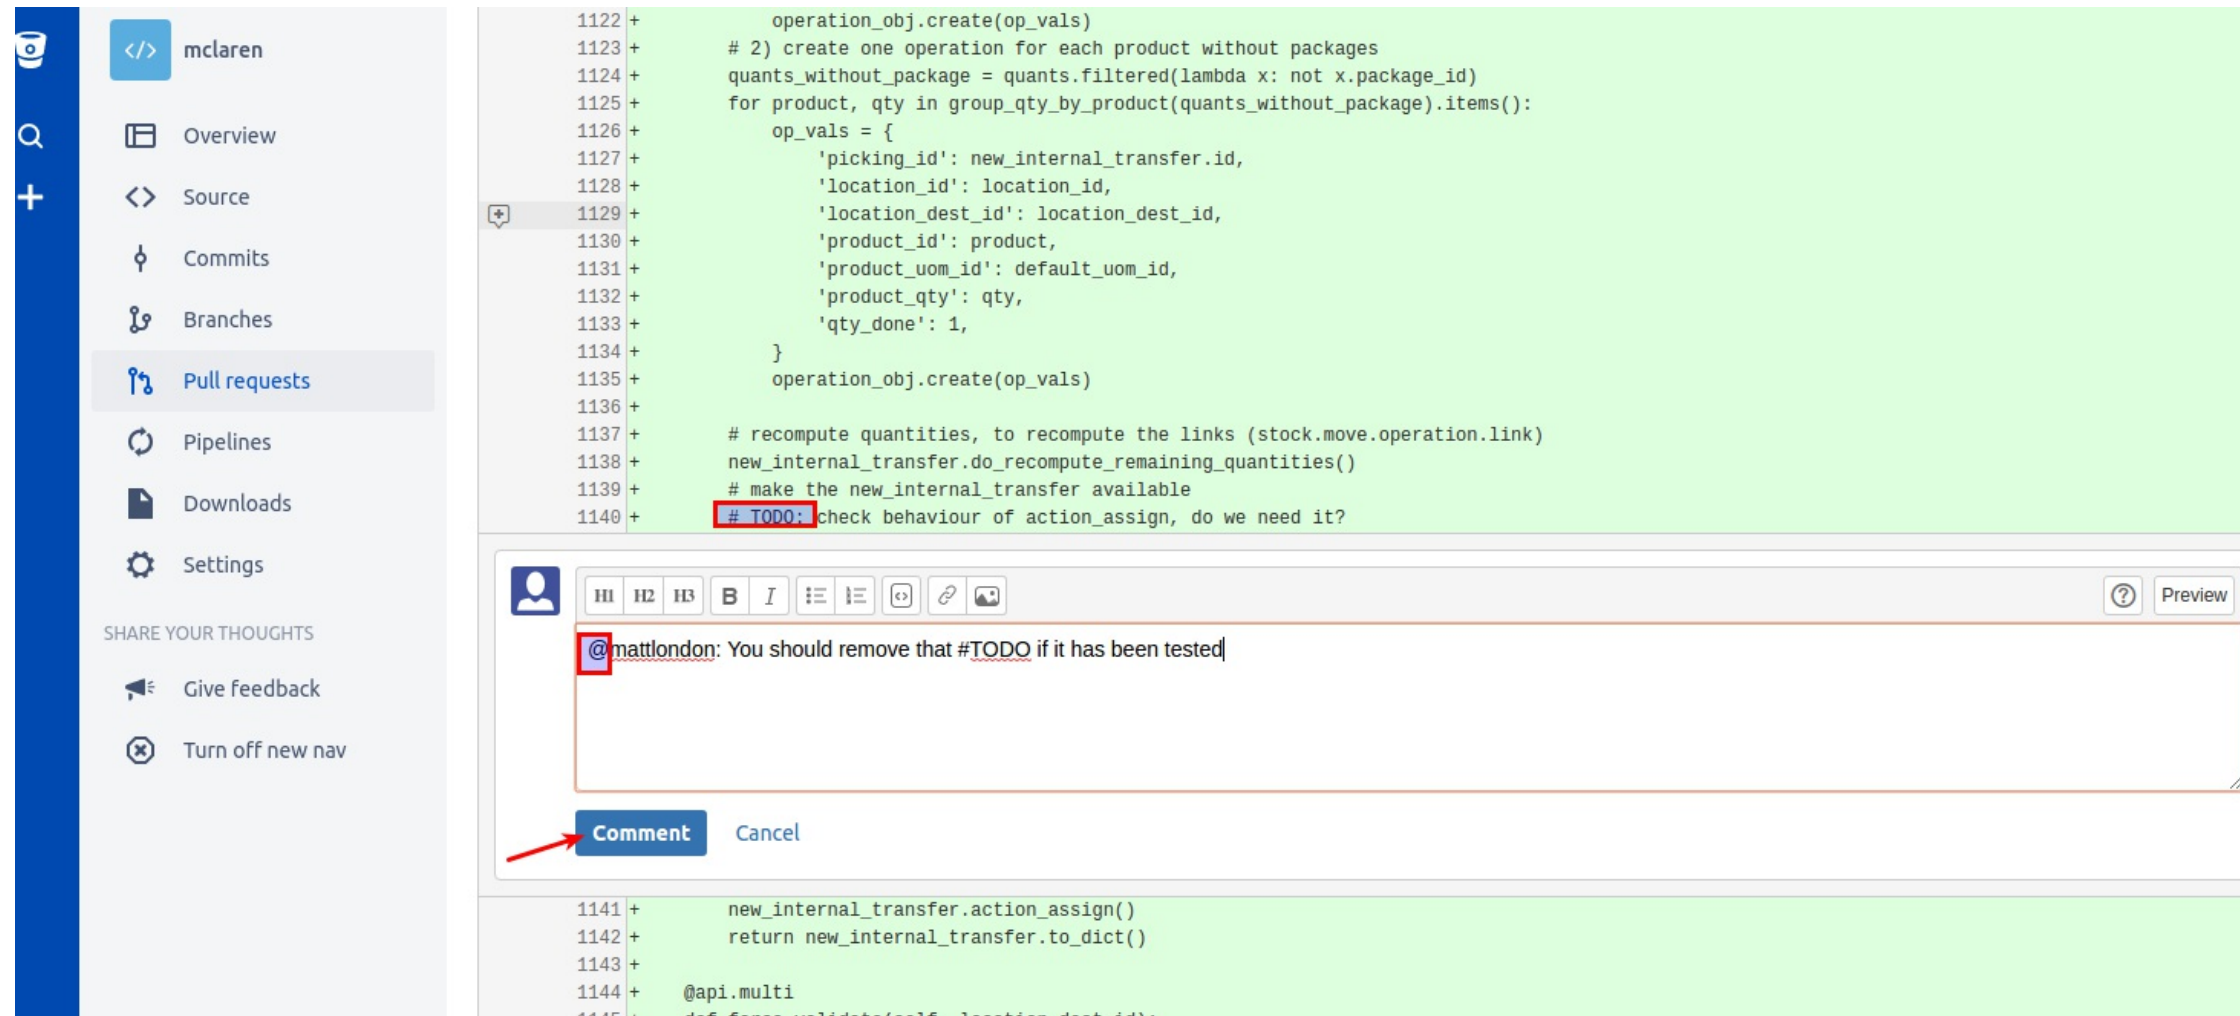 mclaren
Overview
Source
Commits
Branches
Pull requests
Pipelines
Downloads
Settings
SHARE YOUR THOUGHTS
Give feedback
Turn off new nav
1122 +            operation_obj.create(op_vals)
1123 +        # 2) create one operation for each product without packages
1124 +        quants_without_package = quants.filtered(lambda x: not x.package_id)
1125 +        for product, qty in group_qty_by_product(quants_without_package).items():
1126 +            op_vals = {
1127 +                'picking_id': new_internal_transfer.id,
1128 +                'location_id': location_id,
1129 +                'location_dest_id': location_dest_id,
1130 +                'product_id': product,
1131 +                'product_uom_id': default_uom_id,
1132 +                'product_qty': qty,
1133 +                'qty_done': 1,
1134 +            }
1135 +            operation_obj.create(op_vals)
1136 +
1137 +        # recompute quantities, to recompute the links (stock.move.operation.link)
1138 +        new_internal_transfer.do_recompute_remaining_quantities()
1139 +        # make the new_internal_transfer available
1140 +        # TODO: check behaviour of action_assign, do we need it?
H1 H2 H3 B I Preview
@mattlondon: You should remove that #TODO if it has been tested
Comment Cancel
1141 +        new_internal_transfer.action_assign()
1142 +        return new_internal_transfer.to_dict()
1143 +
1144 +    @api.multi